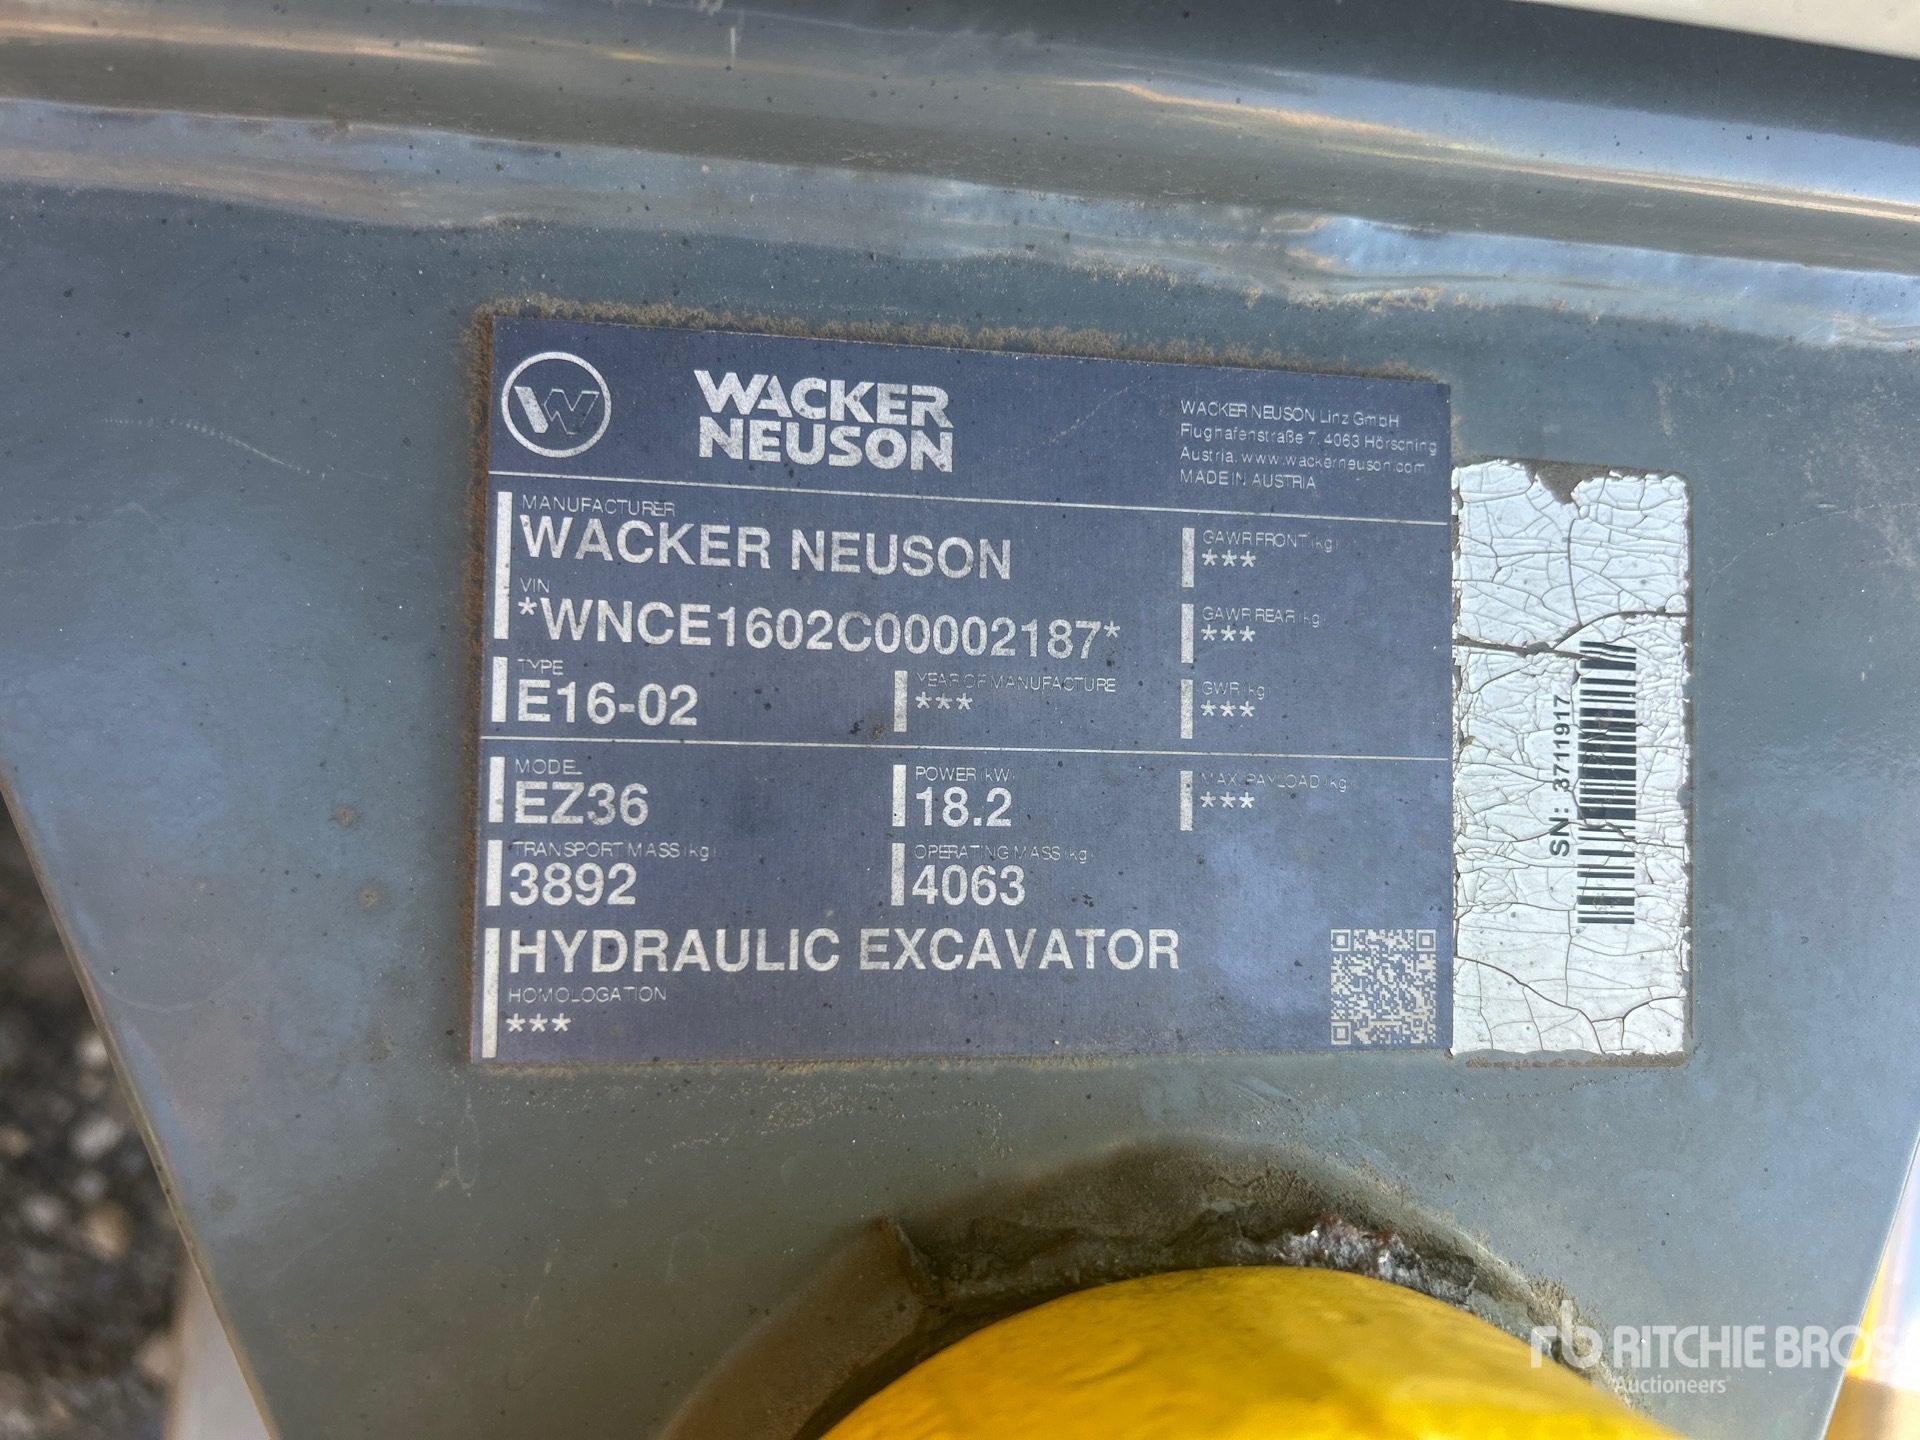 WACKER
NEUSON
WACKER NEUSON Linz GmbH
Flughafenstraße 7, 4063 Hörsching
Austria, www.wackerneuson.com
MADE IN AUSTRIA
MANUFACTURER
WACKER NEUSON
VIN
*WNCE1602C00002187*
TYPE
E16-02
YEAR OF MANUFACTURE
***
GAWR FRONT (kg)
***
GAWR REAR (kg)
***
GWR (kg)
***
MODEL
EZ36
POWER (kW)
18.2
MAX. PAYLOAD (kg)
***
TRANSPORT MASS (kg)
3892
OPERATING MASS (kg)
4063
HYDRAULIC EXCAVATOR
HOMOLOGATION
***
SN: 3711917
rb RITCHIE BROS
Auctioneers